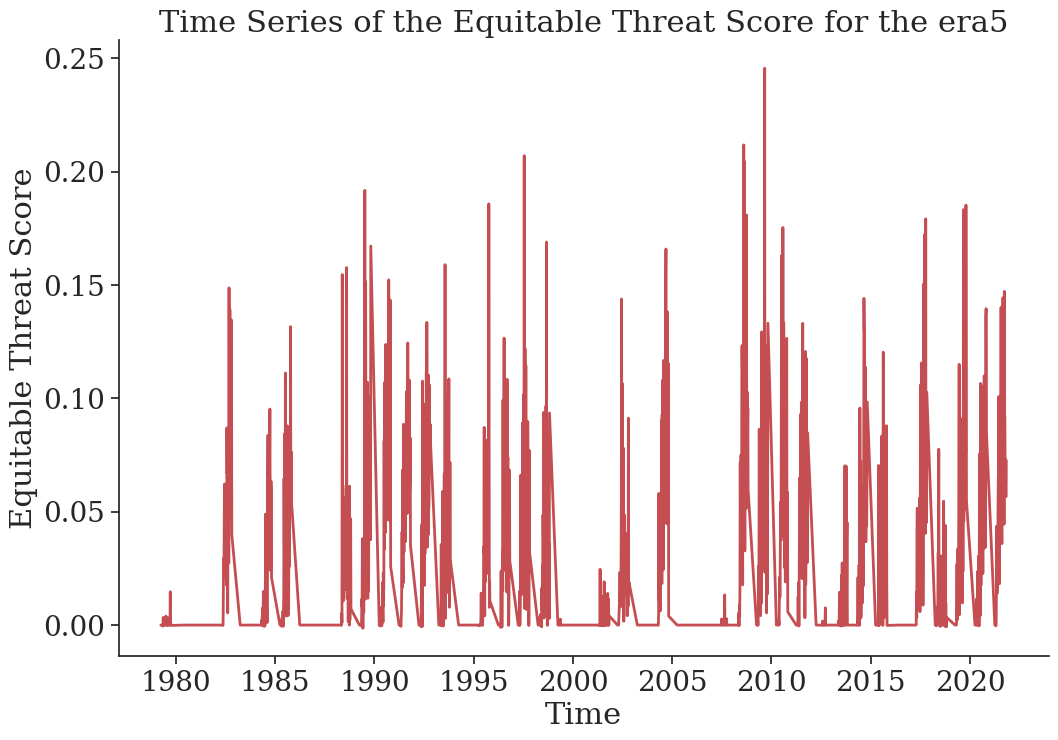 Time Series of the Equitable Threat Score for the era5
Equitable Threat Score
0.25
0.20
0.15
0.10
0.05
0.00
1980 1985 1990 1995 2000 2005 2010 2015 2020
Time